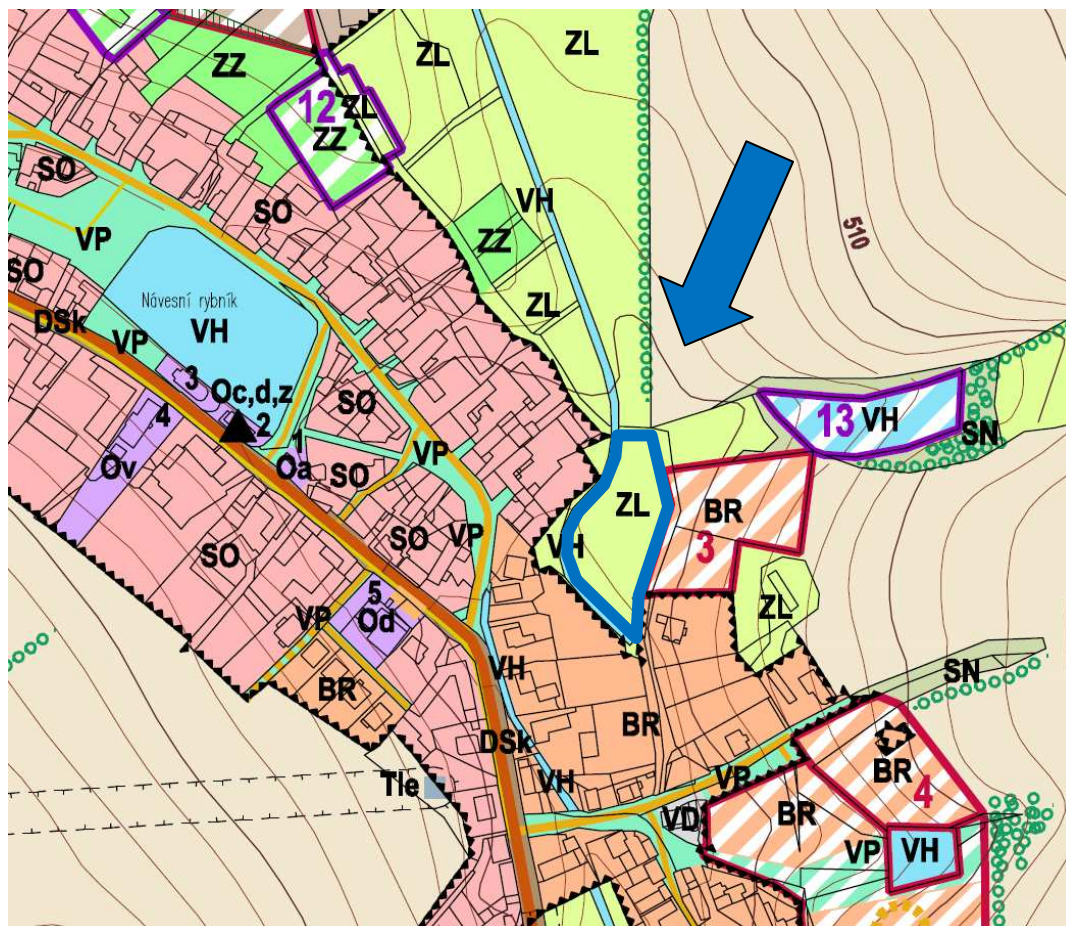 ZL
ZL
ZZ
12
ZL
ZZ
SO
SO
VH
VP
ZZ
510
SO
Návesní rybník
VH
ZL
DSk
VP
3
Oc,d,z
2
4
SO
1
Oa
VP
13
VH
SN
Ov
SO
ZL
BR
3
SO
VP
VH
SO
5
Od
VP
ZL
VH
SN
BR
BR
DSk
VP
BR
4
Tle
VH
VD
BR
VP
VH